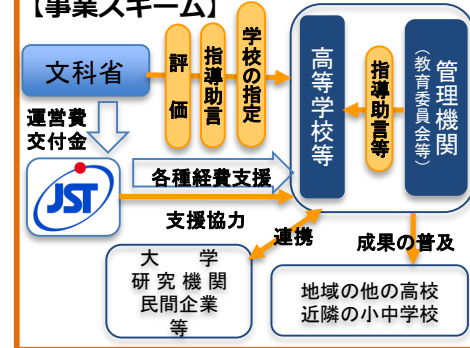 【事業スキーム】
文科省
評価
指導助言
学校の指定
高等学校等
指導助言等
管理機関
(教育委員会等)
運営費
交付金
JST
各種経費支援
支援協力
連携
成果の普及
大学
研究機関
民間企業
等
地域の他の高校
近隣の小中学校